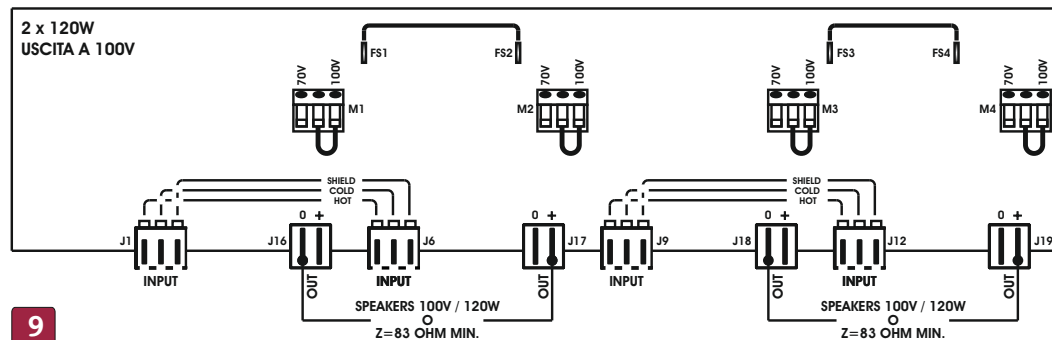 2 x 120W
USCITA A 100V
FS1
FS2
FS3
FS4
70V
100V
M1
70V
100V
M2
70V
100V
M3
70V
100V
M4
SHIELD
COLD
HOT
SHIELD
COLD
HOT
J1
INPUT
J16
0 +
OUT
J6
INPUT
0 +
J17
OUT
J9
INPUT
J18
0 +
OUT
J12
INPUT
0 +
J19
OUT
SPEAKERS 100V / 120W
Z=83 OHM MIN.
SPEAKERS 100V / 120W
Z=83 OHM MIN.
9